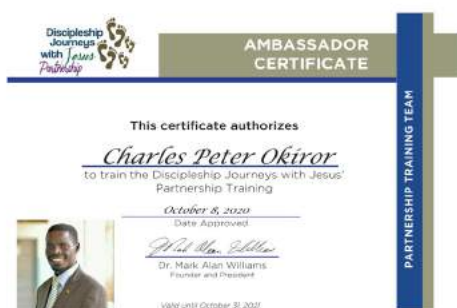 Discipleship
Journeys
with Jesus
Partnership
AMBASSADOR
CERTIFICATE
PARTNERSHIP TRAINING TEAM
This certificate authorizes
Charles Peter Okiror
to train the Discipleship Journeys with Jesus'
Partnership Training
October 8, 2020
Date Approved
Dr. Mark Alan Williams
Founder and President
Valid until October 31, 2021